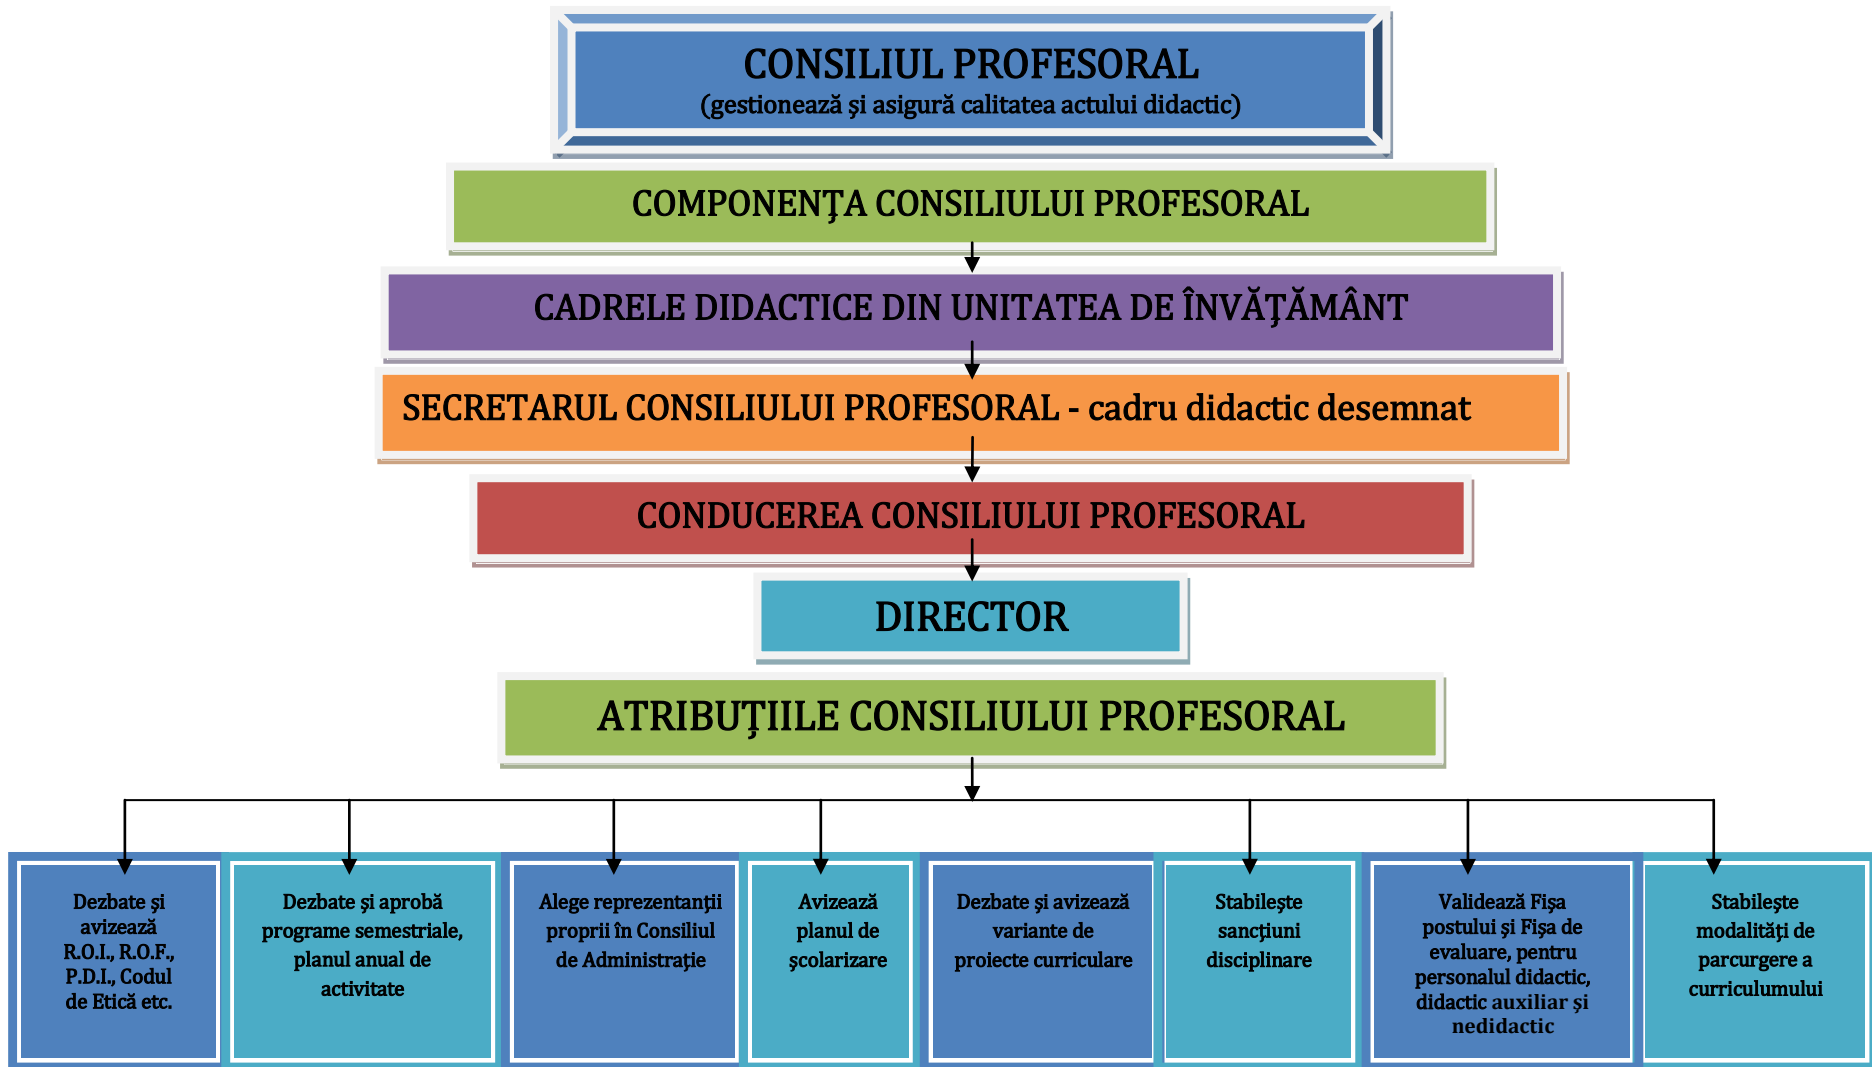 CONSILIUL PROFESORAL
(gestionează şi asigură calitatea actului didactic)
COMPONENŢA CONSILIULUI PROFESORAL
CADRELE DIDACTICE DIN UNITATEA DE ÎNVĂŢĂMÂNT
SECRETARUL CONSILIULUI PROFESORAL - cadru didactic desemnat
CONDUCEREA CONSILIULUI PROFESORAL
DIRECTOR
ATRIBUŢIILE CONSILIULUI PROFESORAL
Dezbate şi
avizează
R.O.I., R.O.F.,
P.D.I., Codul
de Etică etc.
Dezbate şi aprobă
programe semestriale,
planul anual de
activitate
Alege reprezentanţii
proprii în Consiliul
de Administraţie
Avizează
planul de
şcolarizare
Dezbate şi avizează
variante de
proiecte curriculare
Stabileşte
sancţiuni
disciplinare
Validează Fişa
postului şi Fişa de
evaluare, pentru
personalul didactic,
didactic auxiliar şi
nedidactic
Stabileşte
modalităţi de
parcurgere a
curriculumului